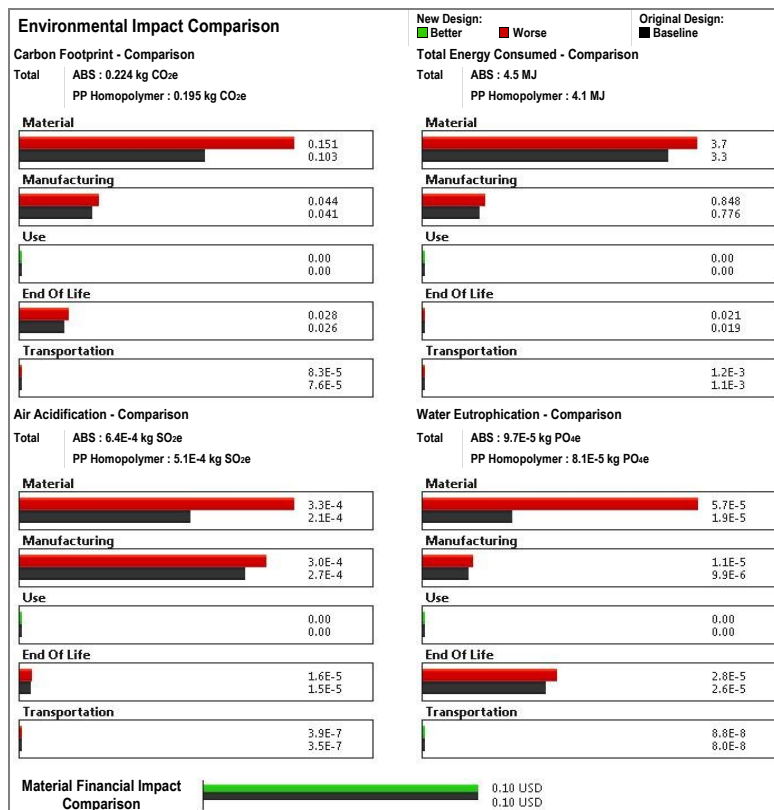 Environmental Impact Comparison
New Design:
Better
Worse
Original Design:
Baseline
Carbon Footprint - Comparison
Total
ABS : 0.224 kg CO2e
PP Homopolymer : 0.195 kg CO2e
Material
0.151
0.103
Manufacturing
0.044
0.041
Use
0.00
0.00
End Of Life
0.028
0.026
Transportation
8.3E-5
7.6E-5
Total Energy Consumed - Comparison
Total
ABS : 4.5 MJ
PP Homopolymer : 4.1 MJ
Material
3.7
3.3
Manufacturing
0.848
0.776
Use
0.00
0.00
End Of Life
0.021
0.019
Transportation
1.2E-3
1.1E-3
Air Acidification - Comparison
Total
ABS : 6.4E-4 kg SO2e
PP Homopolymer : 5.1E-4 kg SO2e
Material
3.3E-4
2.1E-4
Manufacturing
3.0E-4
2.7E-4
Use
0.00
0.00
End Of Life
1.6E-5
1.5E-5
Transportation
3.9E-7
3.5E-7
Water Eutrophication - Comparison
Total
ABS : 9.7E-5 kg PO4e
PP Homopolymer : 8.1E-5 kg PO4e
Material
5.7E-5
1.9E-5
Manufacturing
1.1E-5
9.9E-6
Use
0.00
0.00
End Of Life
2.8E-5
2.6E-5
Transportation
8.8E-8
8.0E-8
Material Financial Impact
Comparison
0.10 USD
0.10 USD